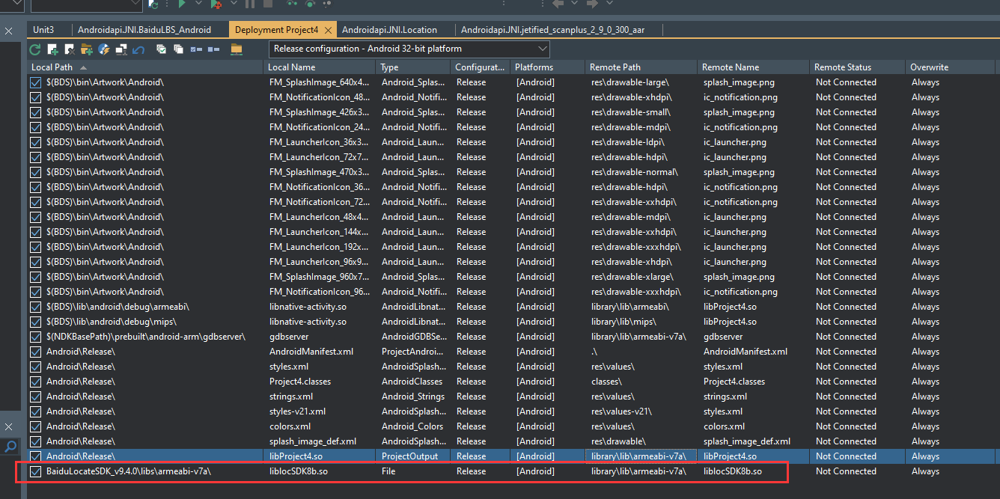 Unit3 Androidapi.JNI.BaiduLBS_Android Deployment Project4 Androidapi.JNI.Location Androidapi.JNI.jetified_scanplus_2_9_0_300_aar
Release configuration - Android 32-bit platform
Local Path Local Name Type Configurat... Platforms Remote Path Remote Name Remote Status Overwrite
$(BDS)\bin\Artwork\Android\ FM_SplashImage_640x4... Android_Splas... Release [Android] res\drawable-large\ splash_image.png Not Connected Always
$(BDS)\bin\Artwork\Android\ FM_NotificationIcon_48... Android_Notifi... Release [Android] res\drawable-xhdpi\ ic_notification.png Not Connected Always
$(BDS)\bin\Artwork\Android\ FM_SplashImage_426x3... Android_Splas... Release [Android] res\drawable-small\ splash_image.png Not Connected Always
$(BDS)\bin\Artwork\Android\ FM_NotificationIcon_24... Android_Notifi... Release [Android] res\drawable-mdpi\ ic_notification.png Not Connected Always
$(BDS)\bin\Artwork\Android\ FM_LauncherIcon_36x3... Android_Laun... Release [Android] res\drawable-ldpi\ ic_launcher.png Not Connected Always
$(BDS)\bin\Artwork\Android\ FM_LauncherIcon_72x7... Android_Laun... Release [Android] res\drawable-hdpi\ ic_launcher.png Not Connected Always
$(BDS)\bin\Artwork\Android\ FM_SplashImage_470x3... Android_Splas... Release [Android] res\drawable-normal\ splash_image.png Not Connected Always
$(BDS)\bin\Artwork\Android\ FM_NotificationIcon_36... Android_Notifi... Release [Android] res\drawable-hdpi\ ic_notification.png Not Connected Always
$(BDS)\bin\Artwork\Android\ FM_NotificationIcon_72... Android_Notifi... Release [Android] res\drawable-xxhdpi\ ic_notification.png Not Connected Always
$(BDS)\bin\Artwork\Android\ FM_LauncherIcon_48x4... Android_Laun... Release [Android] res\drawable-mdpi\ ic_launcher.png Not Connected Always
$(BDS)\bin\Artwork\Android\ FM_LauncherIcon_144x... Android_Laun... Release [Android] res\drawable-xxhdpi\ ic_launcher.png Not Connected Always
$(BDS)\bin\Artwork\Android\ FM_LauncherIcon_192x... Android_Laun... Release [Android] res\drawable-xxxhdpi\ ic_launcher.png Not Connected Always
$(BDS)\bin\Artwork\Android\ FM_LauncherIcon_96x9... Android_Laun... Release [Android] res\drawable-xhdpi\ ic_launcher.png Not Connected Always
$(BDS)\bin\Artwork\Android\ FM_SplashImage_960x7... Android_Splas... Release [Android] res\drawable-xlarge\ splash_image.png Not Connected Always
$(BDS)\bin\Artwork\Android\ FM_NotificationIcon_96... Android_Notifi... Release [Android] res\drawable-xxxhdpi\ ic_notification.png Not Connected Always
$(BDS)\lib\android\debug\armeabi\ libnative-activity.so AndroidLibnat... Release [Android] library\lib\armeabi\ libProject4.so Not Connected Always
$(BDS)\lib\android\debug\mips\ libnative-activity.so AndroidLibnat... Release [Android] library\lib\mips\ libProject4.so Not Connected Always
$(NDKBasePath)\prebuilt\android-arm\gdbserver\ gdbserver AndroidGDBSe... Release [Android] library\lib\armeabi-v7a\ gdbserver Not Connected Always
Android\Release\ AndroidManifest.xml ProjectAndroi... Release [Android] .\ AndroidManifest.xml Not Connected Always
Android\Release\ styles.xml AndroidSplash... Release [Android] res\values\ styles.xml Not Connected Always
Android\Release\ Project4.classes AndroidClasses Release [Android] classes\ Project4.classes Not Connected Always
Android\Release\ strings.xml Android_Strings Release [Android] res\values\ strings.xml Not Connected Always
Android\Release\ styles-v21.xml AndroidSplash... Release [Android] res\values-v21\ styles.xml Not Connected Always
Android\Release\ colors.xml Android_Colors Release [Android] res\values\ colors.xml Not Connected Always
Android\Release\ splash_image_def.xml AndroidSplash... Release [Android] res\drawable\ splash_image_def.xml Not Connected Always
Android\Release\ libProject4.so ProjectOutput Release [Android] library\lib\armeabi-v7a\ libProject4.so Not Connected Always
BaiduLocateSDK_v9.4.0\libs\armeabi-v7a\ liblocSDK8b.so File Release [Android] library\lib\armeabi-v7a\ liblocSDK8b.so Not Connected Always